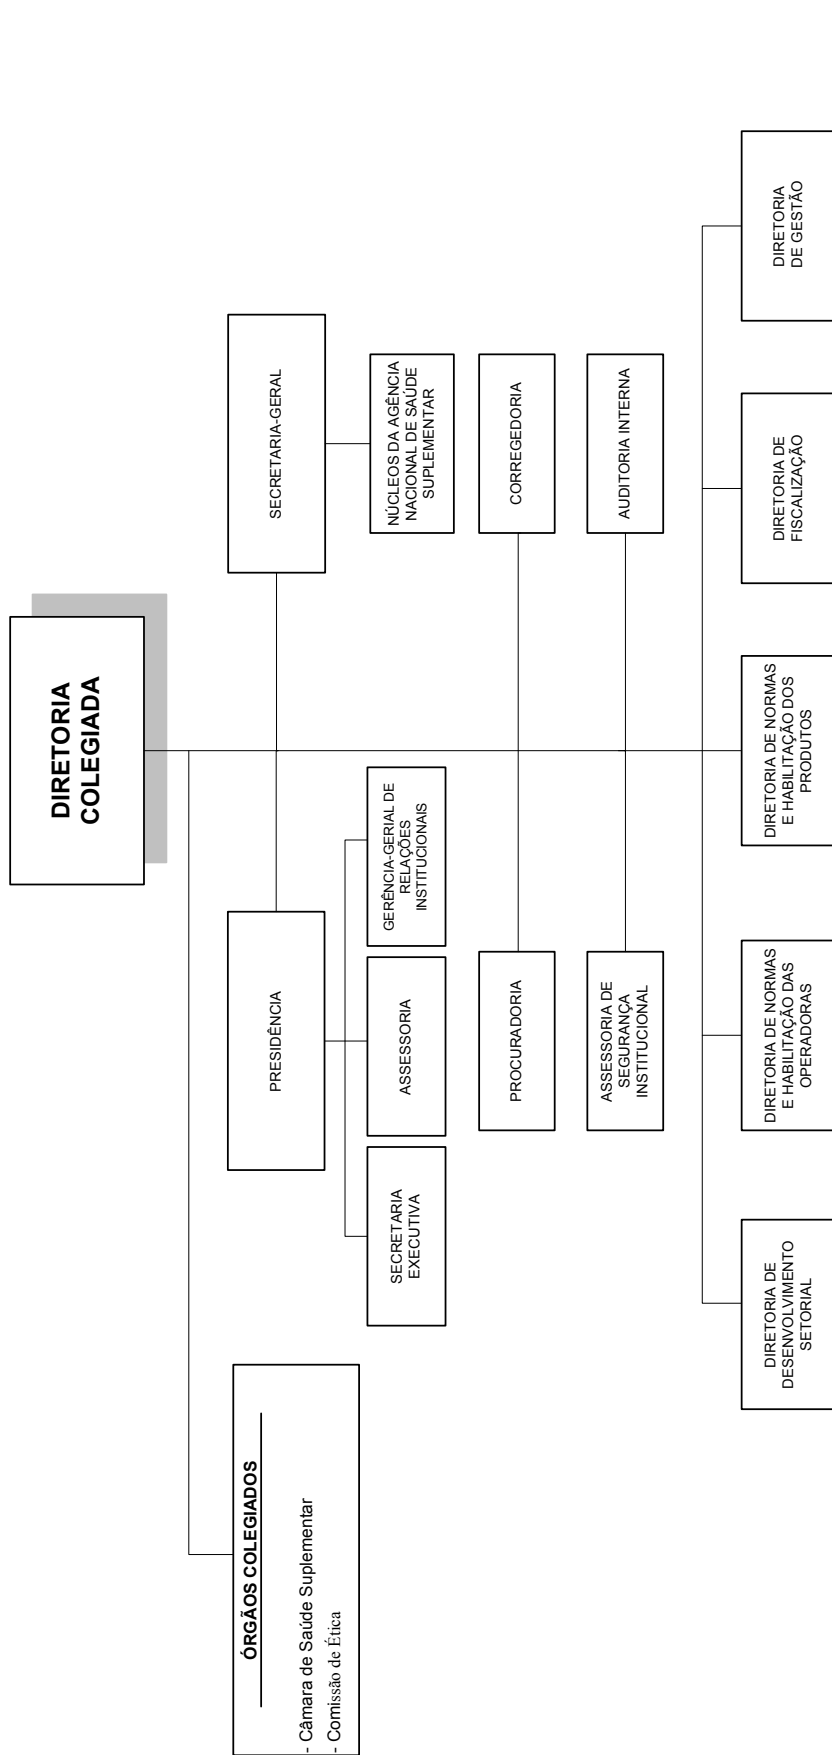 DIRETORIA
COLEGIADA
ÓRGÃOS COLEGIADOS
- Câmara de Saúde Suplementar
- Comissão de Ética
PRESIDÊNCIA
SECRETARIA-GERAL
SECRETARIA
EXECUTIVA
ASSESSORIA
GERÊNCIA-GERIAL DE
RELAÇÕES
INSTITUCIONAIS
NÚCLEOS DA AGÊNCIA
NACIONAL DE SAÚDE
SUPLEMENTAR
PROCURADORIA
CORREGEDORIA
ASSESSORIA DE
SEGURANÇA
INSTITUCIONAL
AUDITORIA INTERNA
DIRETORIA DE
DESENVOLVIMENTO
SETORIAL
DIRETORIA DE NORMAS
E HABILITAÇÃO DAS
OPERADORAS
DIRETORIA DE NORMAS
E HABILITAÇÃO DOS
PRODUTOS
DIRETORIA DE
FISCALIZAÇÃO
DIRETORIA
DE GESTÃO